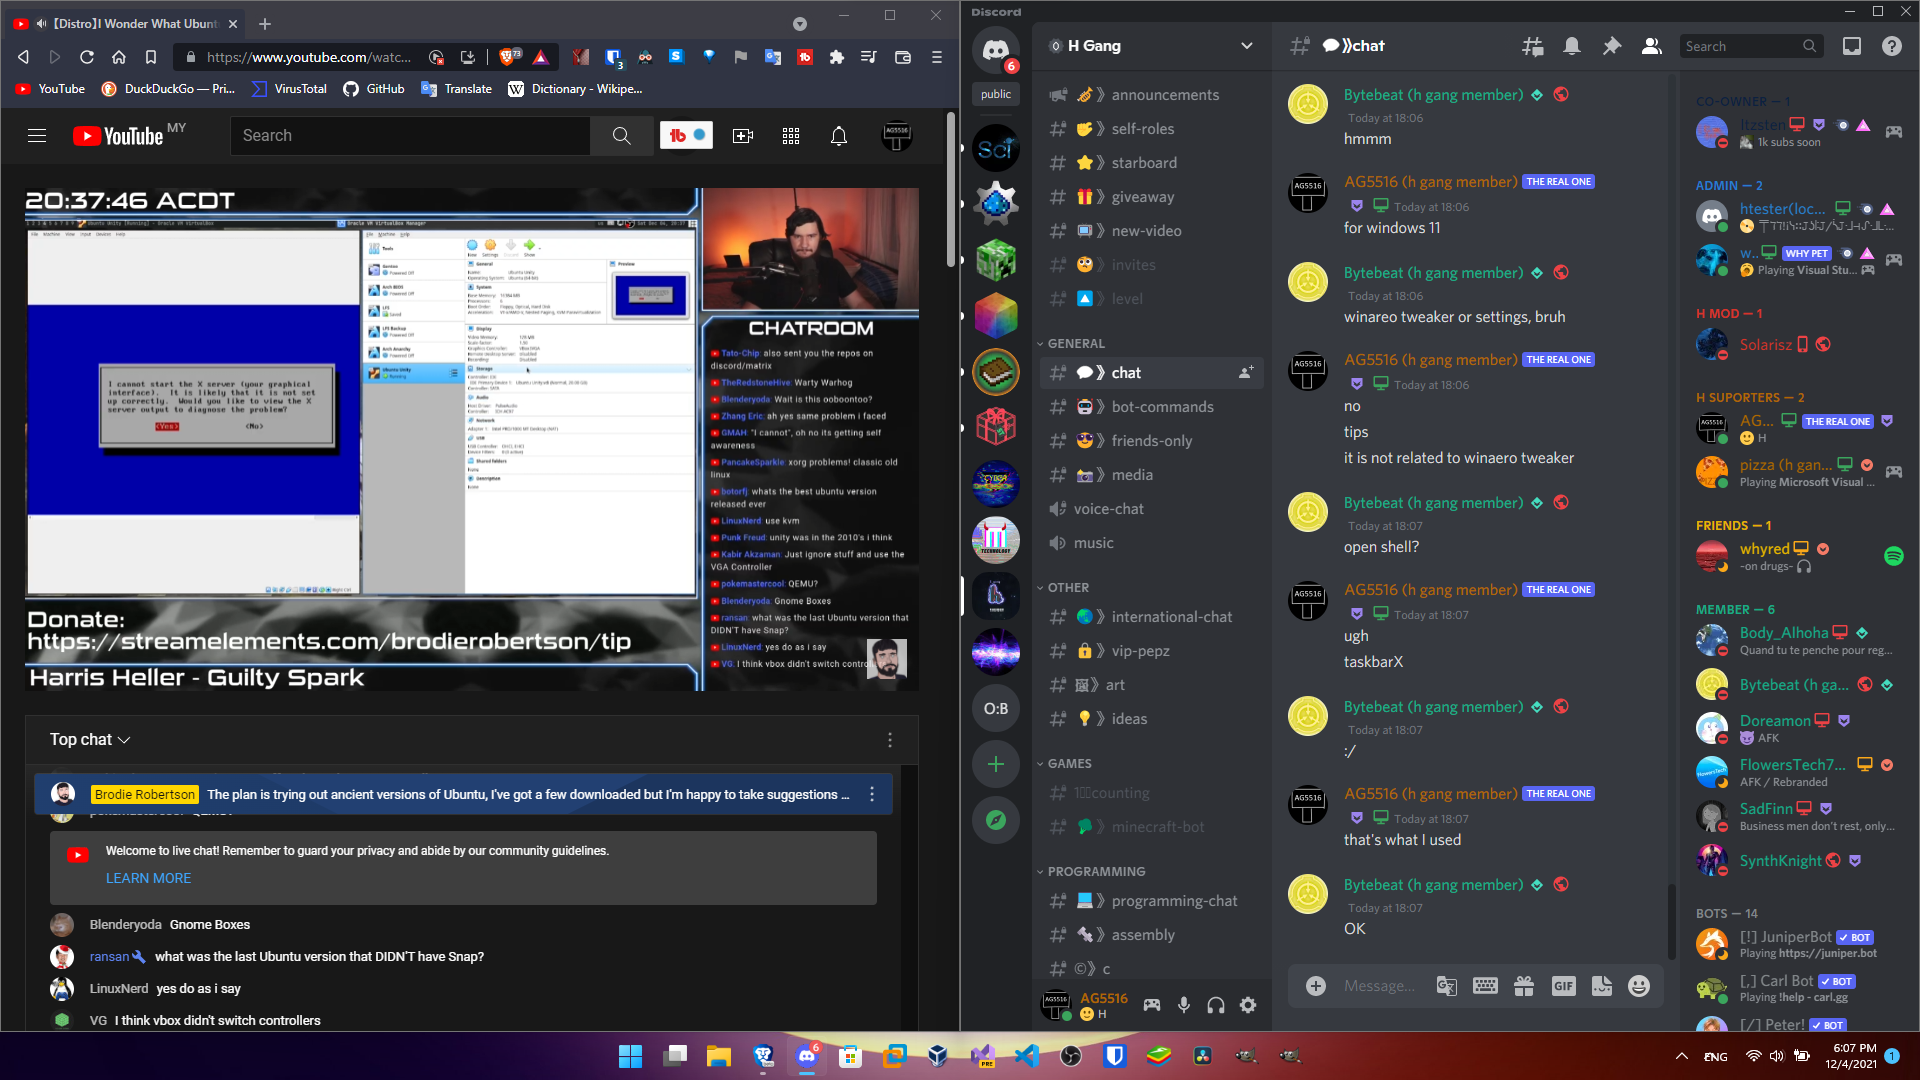 【Distro】I Wonder What Ubunt
https://www.youtube.com/watc...
YouTube
DuckDuckGo — Pri...
VirusTotal
GitHub
Translate
Dictionary - Wikipe...
YouTube MY
Search
20:37:46 ACDT
I cannot start the X server (your graphical
interface). It is likely that it is not set
up correctly. Would you like to view the X
server output to diagnose the problem?
<Yes>
<No>
CHATROOM
Tato-Chip: also sent you the repos on
discord/matrix
TheRedstoneHive: Warty Warhog
Blenderyoda: Wait is this ooboontoo?
Zhang Eric: ah yes same problem i faced
GMAH: "I cannot", oh no its getting self
awareness
PancakeSparkle: xorg problems! classic old
linux
botorfj: whats the best ubuntu version
released ever
LinuxNerd: use kvm
Punk Freud: unity was in the 2010's i think
Kabir Akzaman: Just ignore stuff and use the
VGA Controller
pokemastercool: QEMU?
Blenderyoda: Gnome Boxes
ransan: what was the last Ubuntu version that
DIDN'T have Snap?
LinuxNerd: yes do as i say
VG: I think vbox didn't switch
Donate:
https://streamelements.com/brodierobertson/tip
Harris Heller - Guilty Spark
Top chat
Brodie Robertson The plan is trying out ancient versions of Ubuntu, I've got a few downloaded but I'm happy to take suggestions ...
Welcome to live chat! Remember to guard your privacy and abide by our community guidelines.
LEARN MORE
Blenderyoda Gnome Boxes
ransan what was the last Ubuntu version that DIDN'T have Snap?
LinuxNerd yes do as i say
VG I think vbox didn't switch controllers
Discord
6
public
Sci
TECHNOLOGY
O:B
H Gang
announcements
self-roles
starboard
giveaway
new-video
invites
level
GENERAL
chat
bot-commands
friends-only
media
voice-chat
music
OTHER
international-chat
vip-pepz
art
ideas
GAMES
counting
minecraft-bot
PROGRAMMING
programming-chat
assembly
c
AG5516
H
chat
Search
Bytebeat (h gang member)
Today at 18:06
hmmm
AG5516 (h gang member) THE REAL ONE
Today at 18:06
for windows 11
Bytebeat (h gang member)
Today at 18:06
winareo tweaker or settings, bruh
AG5516 (h gang member) THE REAL ONE
Today at 18:06
no
tips
it is not related to winaero tweaker
Bytebeat (h gang member)
Today at 18:07
open shell?
AG5516 (h gang member) THE REAL ONE
Today at 18:07
ugh
taskbarX
Bytebeat (h gang member)
Today at 18:07
:/
AG5516 (h gang member) THE REAL ONE
Today at 18:07
that's what I used
Bytebeat (h gang member)
Today at 18:07
OK
Message...
GIF
CO-OWNER — 1
Itzsten
1k subs soon
ADMIN — 2
htester(loc...
w.. WHY PET
Playing Visual Stu...
H MOD — 1
Solarisz
H SUPORTERS — 2
AG... THE REAL ONE
H
pizza (h gan...
Playing Microsoft Visual ...
FRIENDS — 1
whyred
-on drugs-
MEMBER — 6
Body_Alhoha
Quand tu te penche pour reg...
Bytebeat (h ga...
Doreamon
AFK
FlowersTech7...
AFK / Rebranded
SadFinn
Business men don't rest, only...
SynthKnight
BOTS — 14
[!] JuniperBot BOT
Playing https://juniper.bot
[,] Carl Bot BOT
Playing !help - carl.gg
[/] Peter! BOT
6
PRE
ENG
6:07 PM
12/4/2021
1